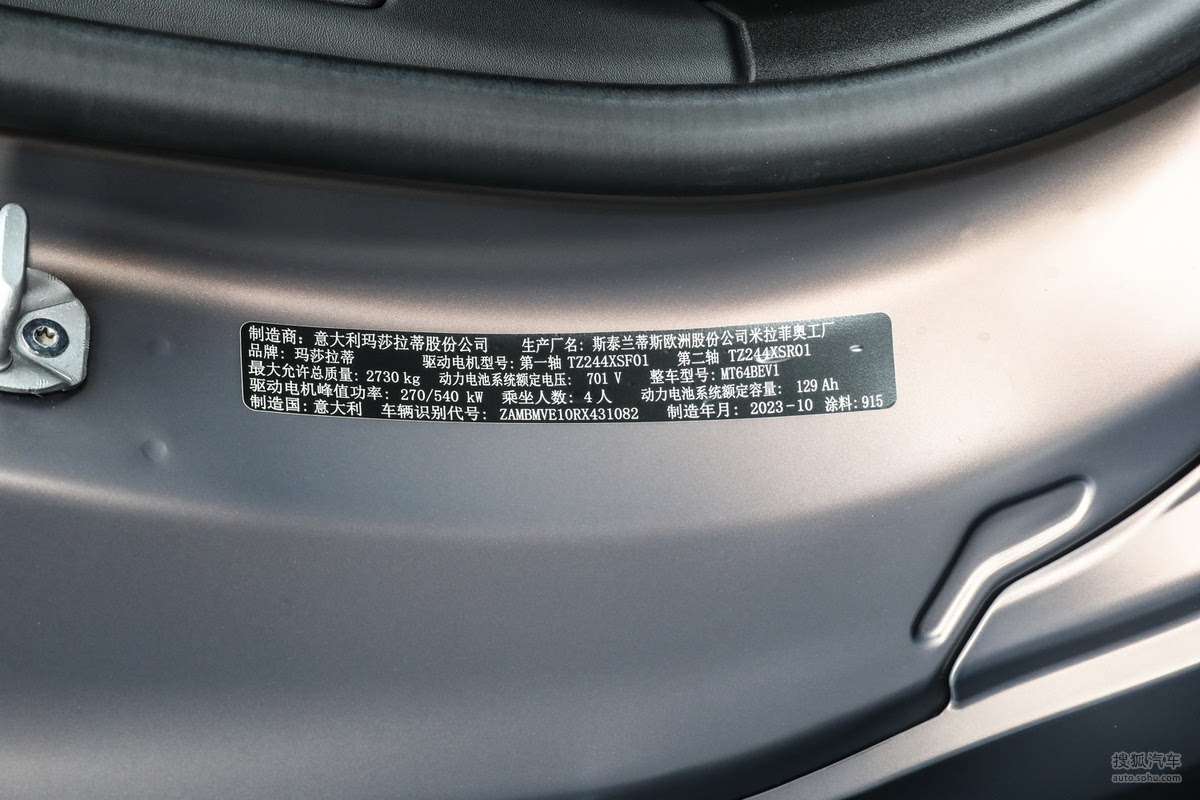 制造商: 意大利玛莎拉蒂股份公司 生产厂名: 斯泰兰蒂斯欧洲股份公司米拉菲奥工厂
品牌: 玛莎拉蒂 驱动电机型号: 第一轴 TZ244XSF01 第二轴 TZ244XSR01
最大允许总质量: 2730 kg 动力电池系统额定电压: 701 V 整车型号: MT64BEV1
驱动电机峰值功率: 270/540 kW 乘坐人数: 4 人 动力电池系统额定容量: 129 Ah
制造国: 意大利 车辆识别代号: ZAMBMVE10RX431082 制造年月: 2023-10 涂料: 915
搜狐汽车
auto.sohu.com